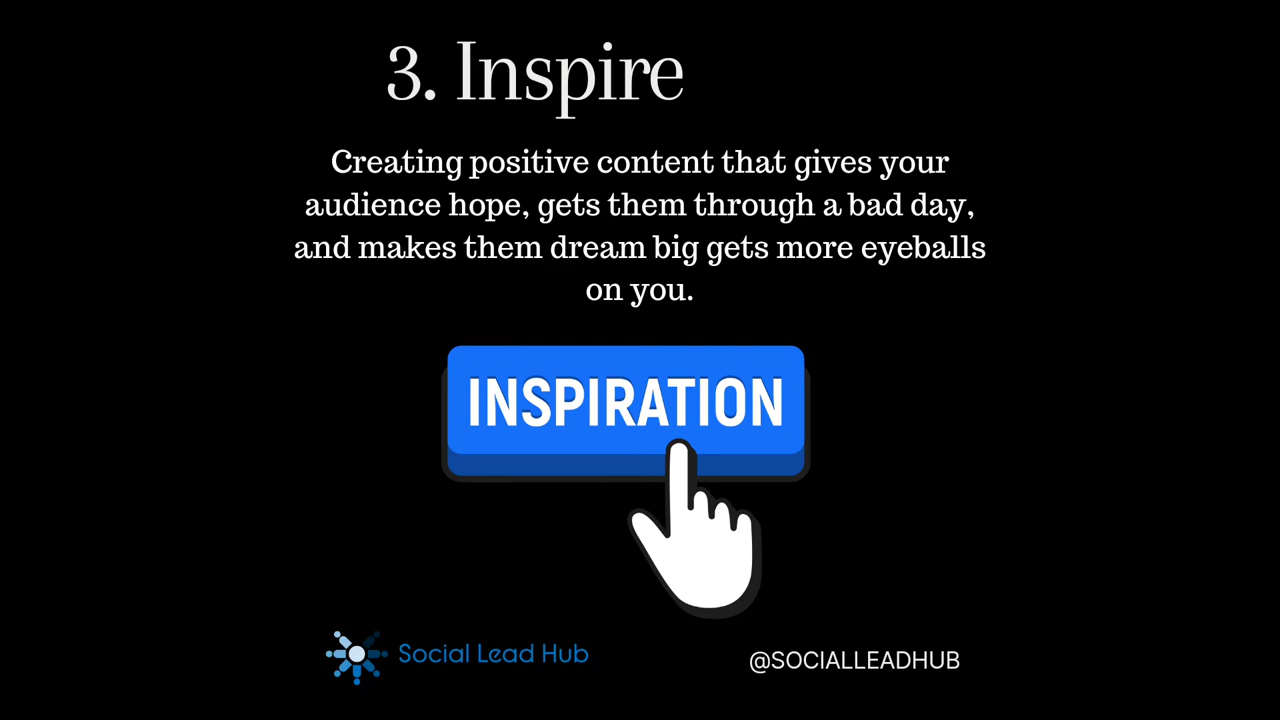 3. Inspire
Creating positive content that gives your
audience hope, gets them through a bad day,
and makes them dream big gets more eyeballs
on you.
INSPIRATION
Social Lead Hub
@SOCIALLEADHUB